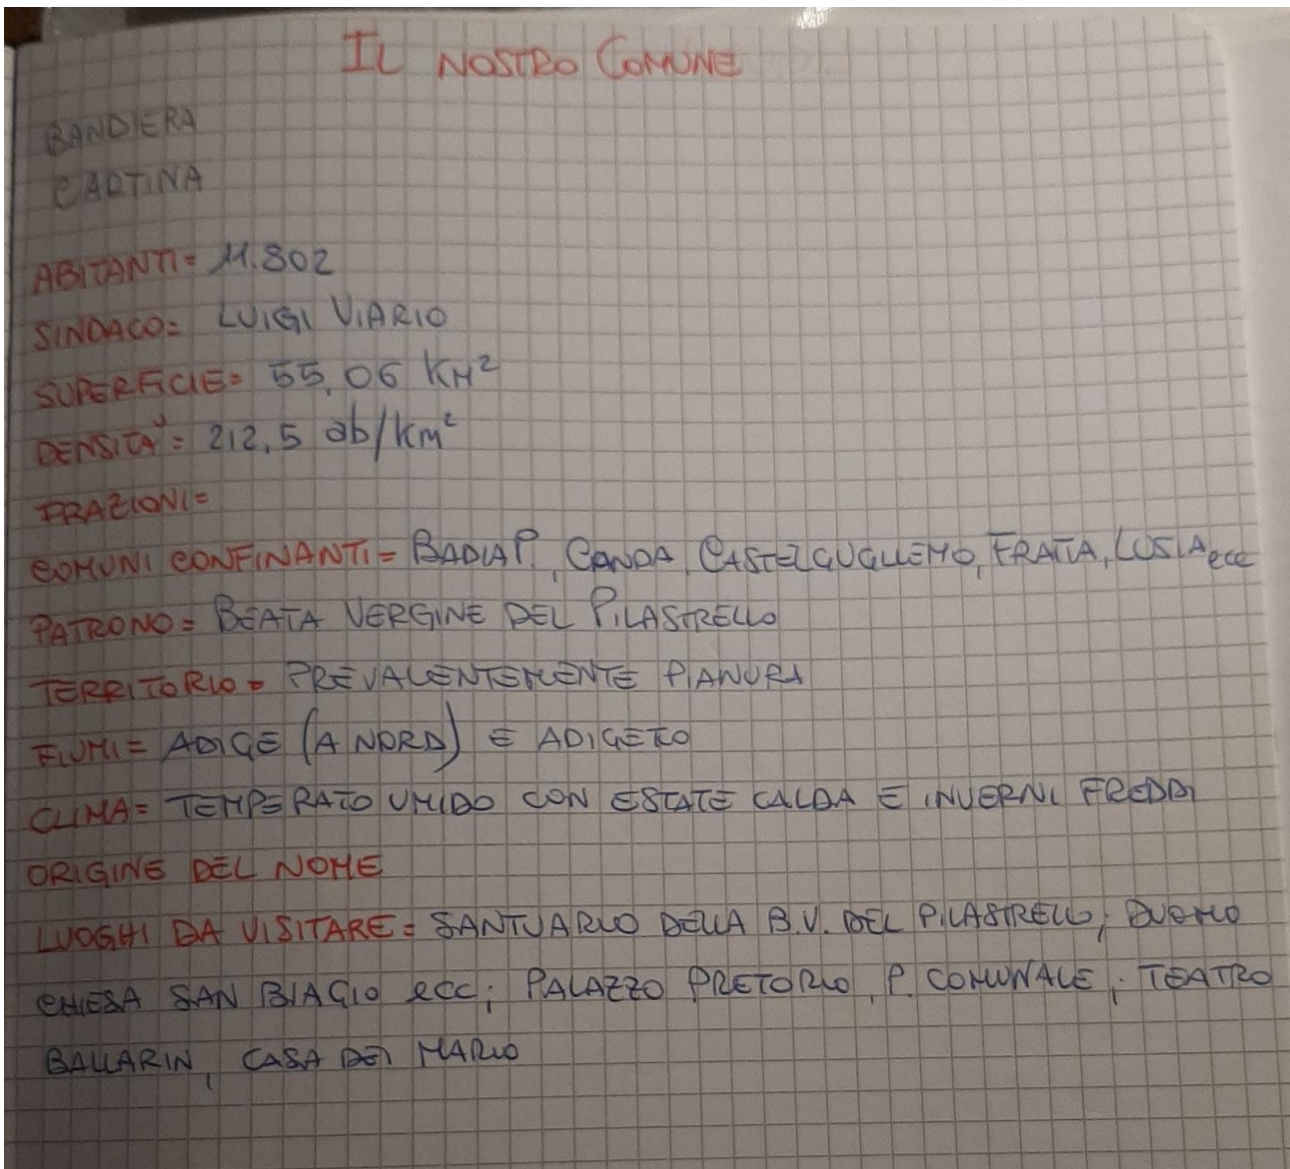 IL NOSTRO COMUNE
BANDIERA
CARTINA
ABITANTI= 11.802
SINDACO= LUIGI VIARIO
SUPERFICIE= 55,06 KM²
DENSITA'= 212,5 ab/km²
FRAZIONI=
COMUNI CONFINANTI= BADIA P., CANDA, CASTELGUGLIEMO, FRATTA, LUSIA ecc
PATRONO= BEATA VERGINE DEL PILASTRELLO
TERRITORIO= PREVALENTEMENTE PIANURA
FIUMI= ADIGE (A NORD) E ADIGETTO
CLIMA= TEMPERATO UMIDO CON ESTATE CALDA E INVERNI FREDDI
ORIGINE DEL NOME
LUOGHI DA VISITARE= SANTUARIO DELLA B.V. DEL PILASTRELLO, DUOMO
CHIESA SAN BIAGIO ecc; PALAZZO PRETORIO, P. COMUNALE; TEATRO
BALLARIN, CASA DEI MARIO